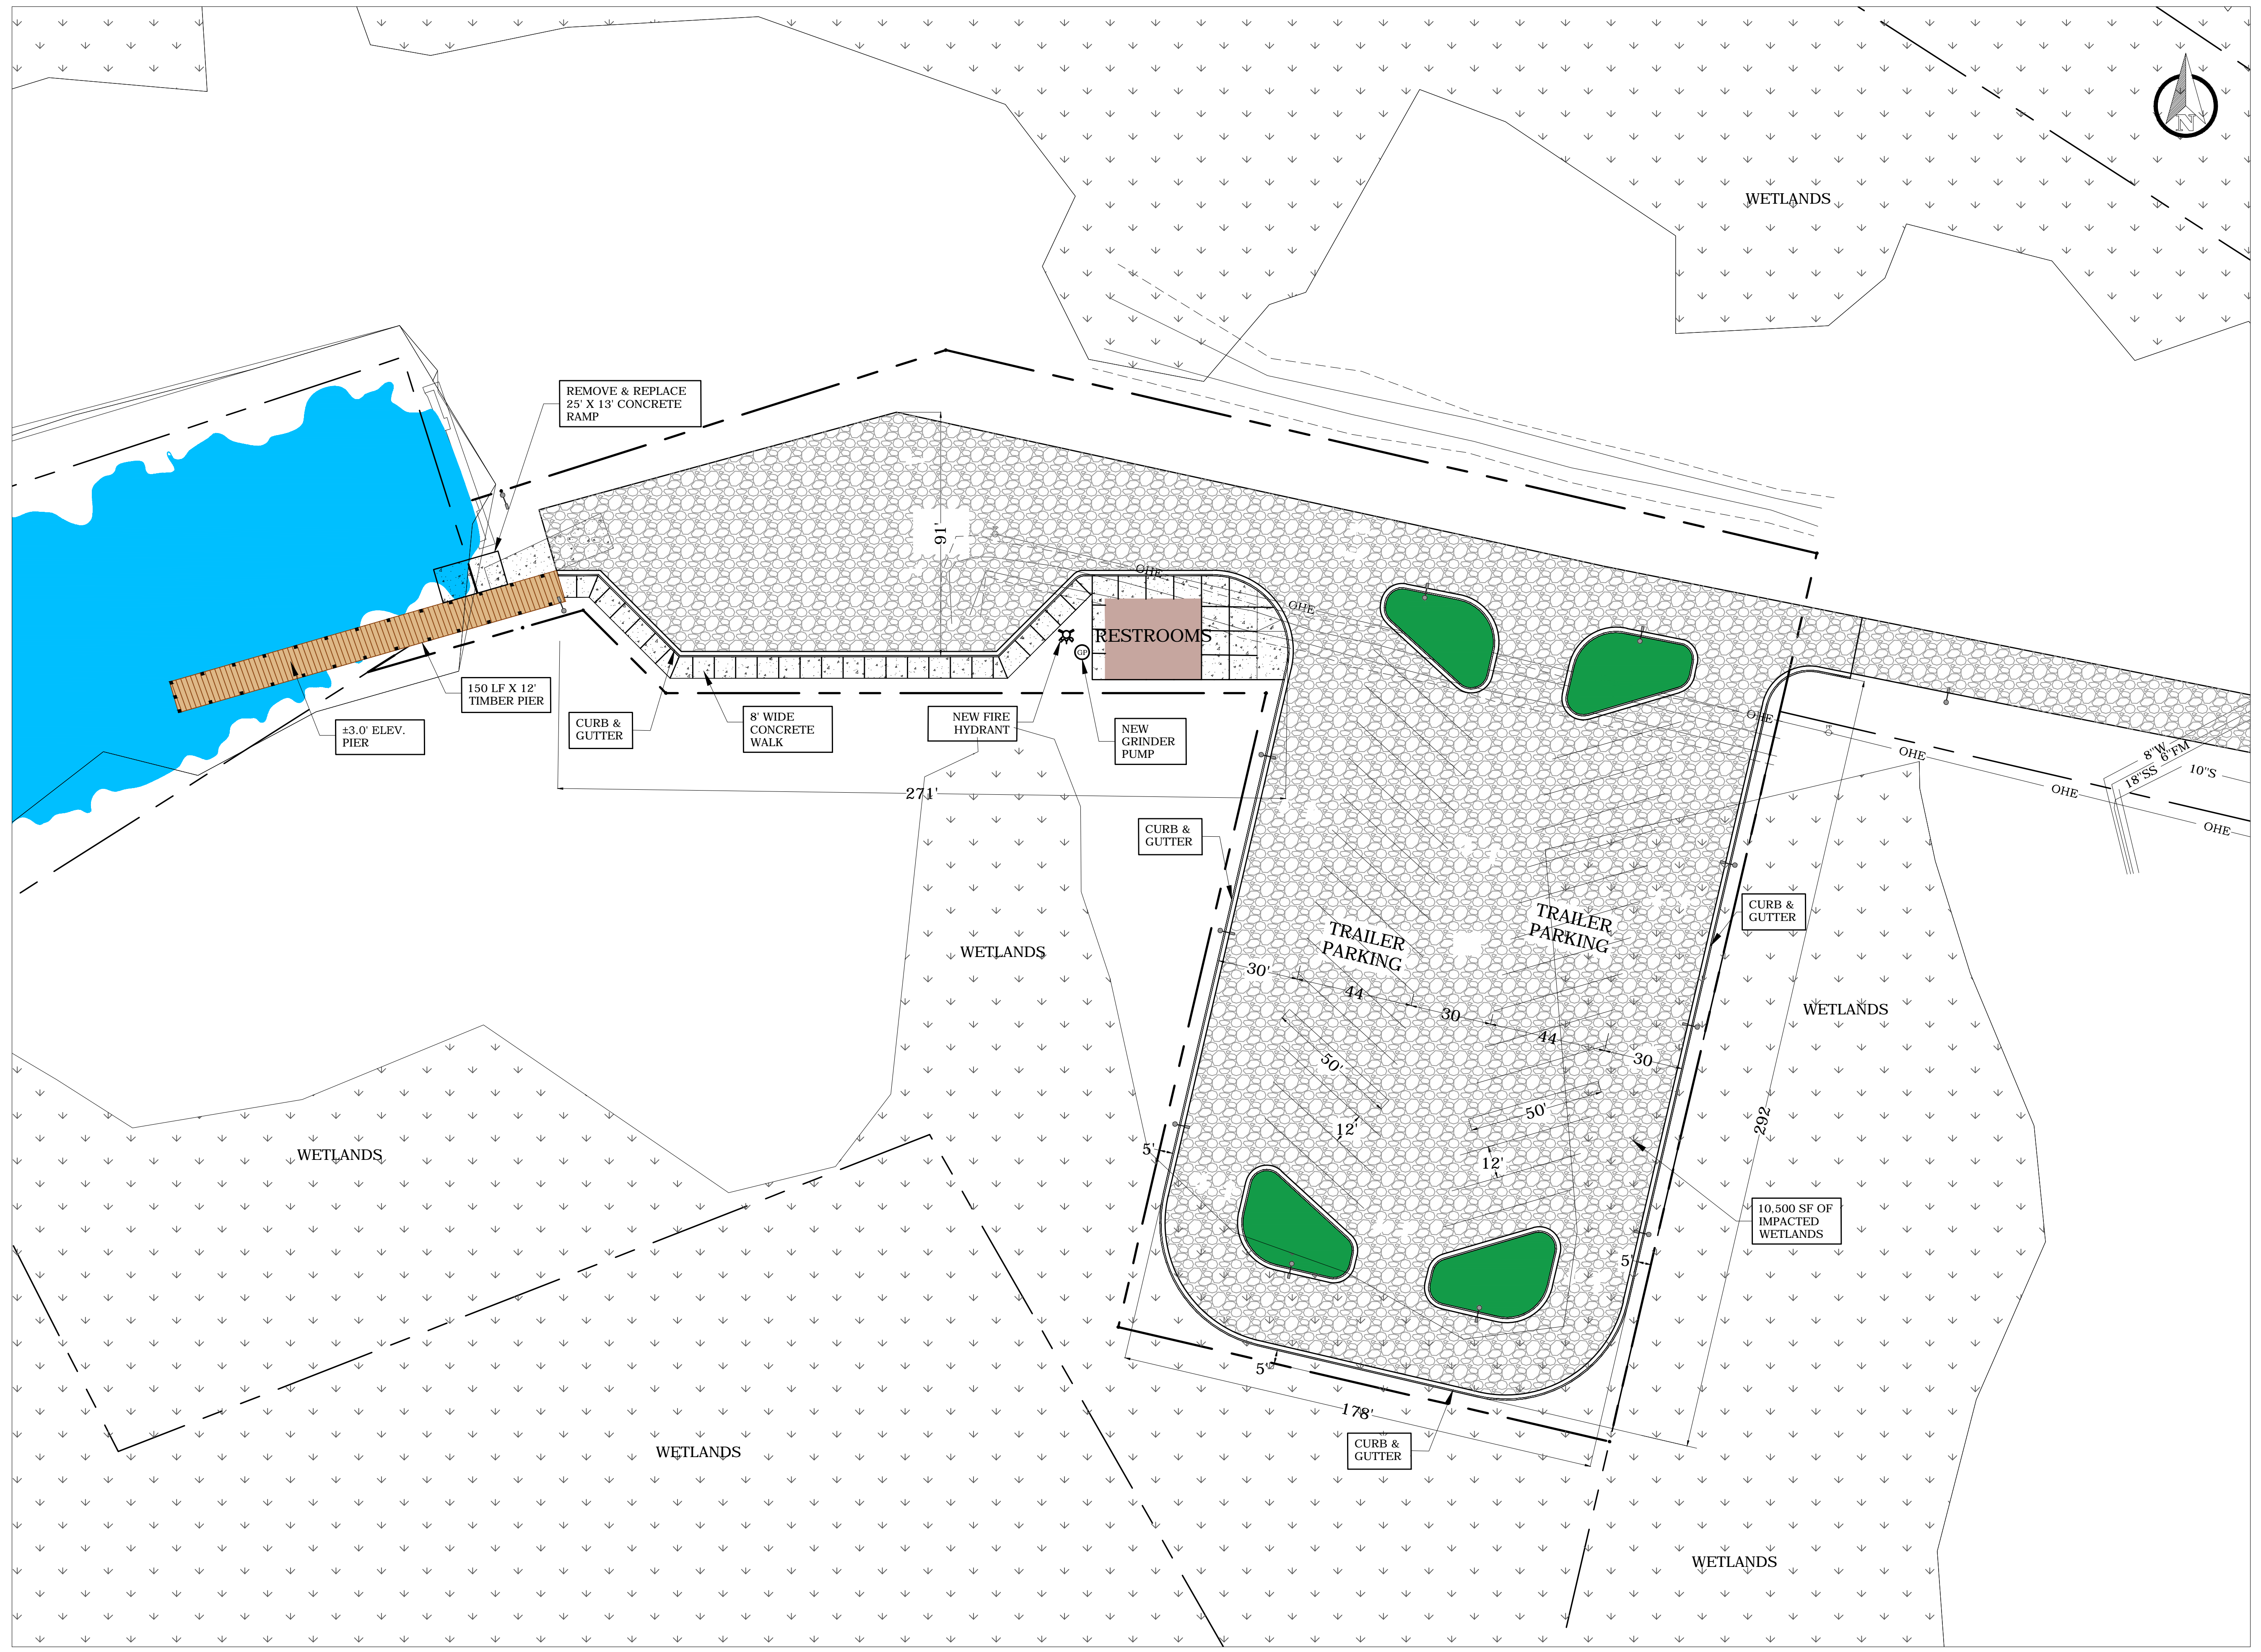 N
WETLANDS
REMOVE & REPLACE
25' X 13' CONCRETE
RAMP
91'
OHE
OHE
RESTROOMS
GP
150 LF X 12'
TIMBER PIER
±3.0' ELEV.
PIER
CURB &
GUTTER
8' WIDE
CONCRETE
WALK
NEW FIRE
HYDRANT
NEW
GRINDER
PUMP
OHE
OHE
OHE
OHE
8"W
6"FM
18"SS
10"S
271'
CURB &
GUTTER
CURB &
GUTTER
TRAILER
PARKING
TRAILER
PARKING
WETLANDS
WETLANDS
30'
44
30
44
30
50'
50'
12'
12'
292
5'
WETLANDS
10,500 SF OF
IMPACTED
WETLANDS
5'
5'
178'
CURB &
GUTTER
WETLANDS
WETLANDS